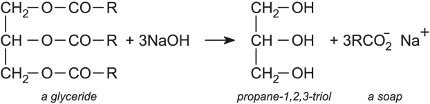 CH₂– O – CO – R CH₂– OH
CH – O – CO – R + 3NaOH → CH – OH + 3RCO₂⁻ Na⁺
CH₂– O – CO – R CH₂– OH
a glyceride propane-1,2,3-triol a soap